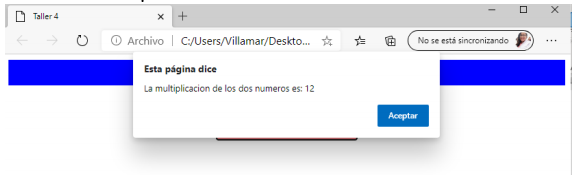 Taller 4
Archivo | C:/Users/Villamar/Deskto...
No se está sincronizando
Esta página dice
La multiplicacion de los dos numeros es: 12
Aceptar